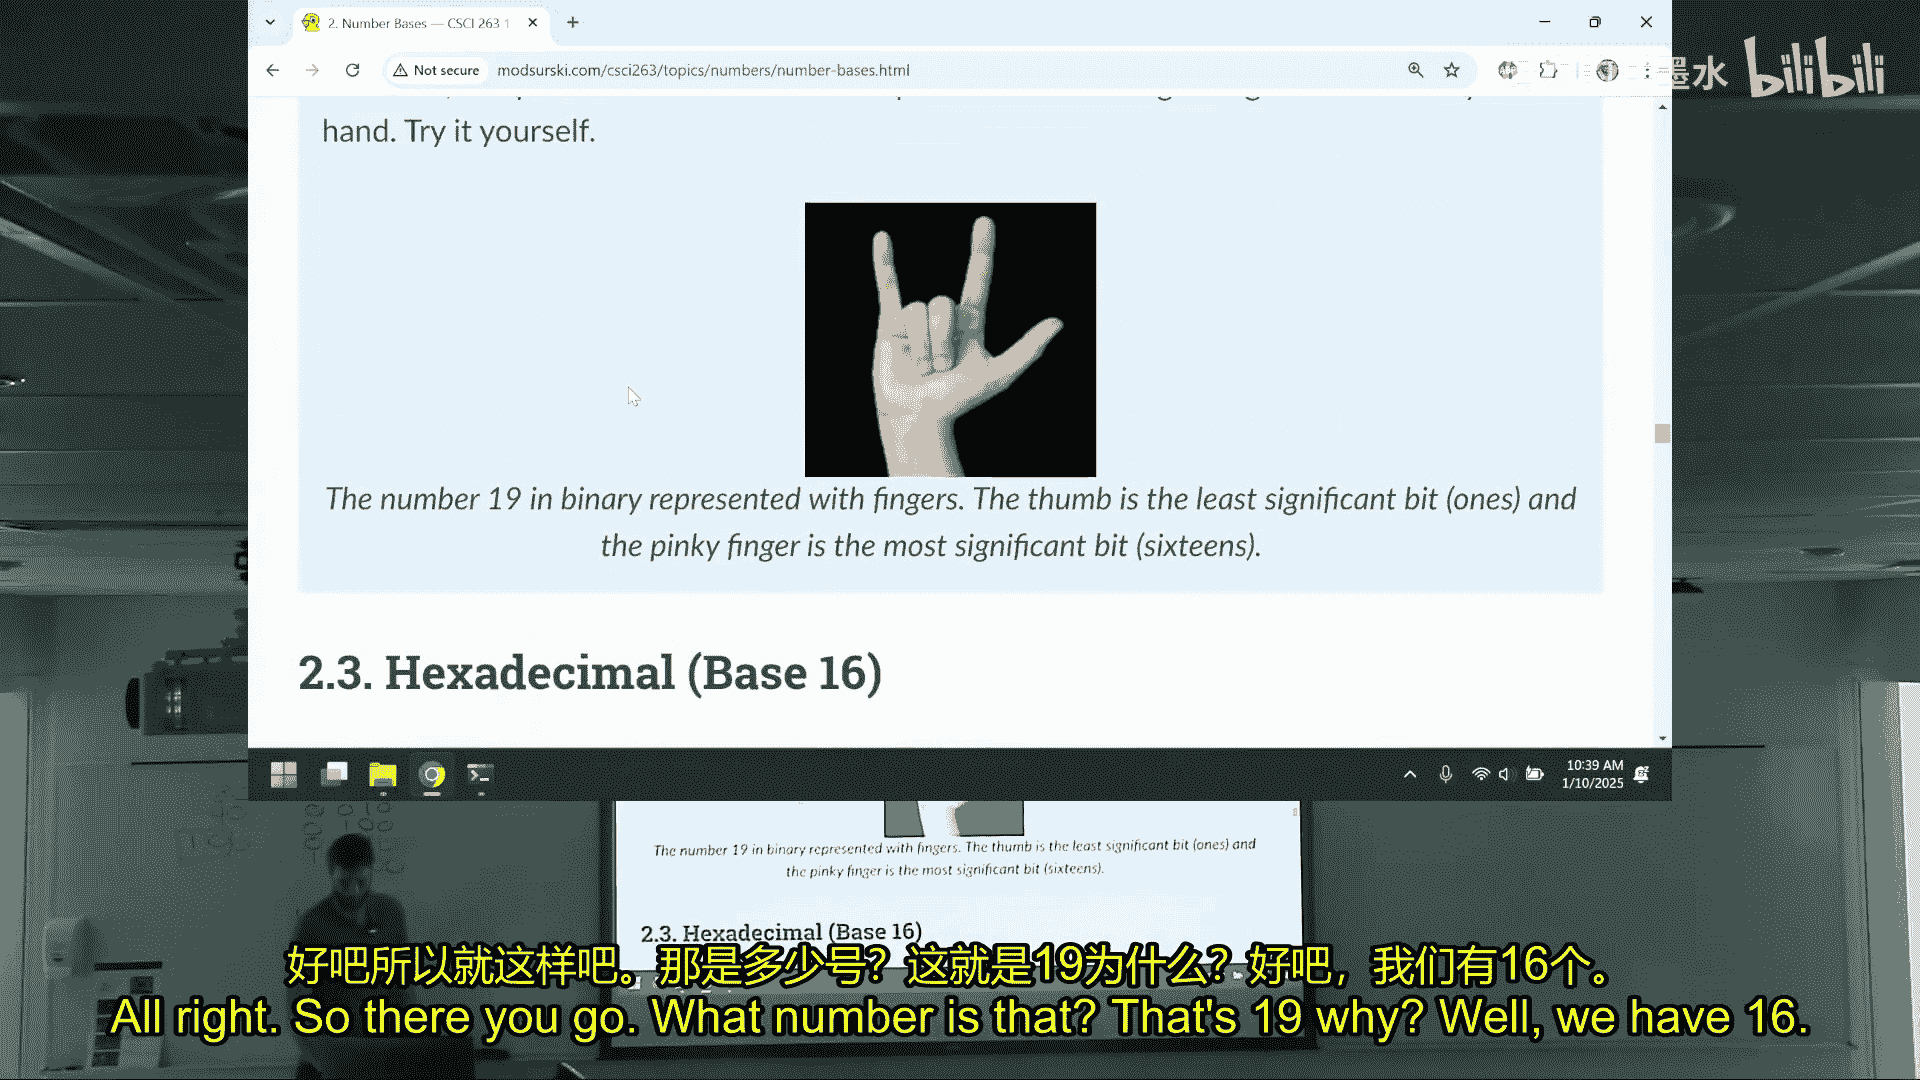 2. Number Bases — CSCI 263 1
Not secure
modsurski.com/csci263/topics/numbers/number-bases.html
墨水 bilibili
hand. Try it yourself.
The number 19 in binary represented with fingers. The thumb is the least significant bit (ones) and
the pinky finger is the most significant bit (sixteens).
2.3. Hexadecimal (Base 16)
10:39 AM
1/10/2025
The number 19 in binary represented with fingers. The thumb is the least significant bit (ones) and
the pinky finger is the most significant bit (sixteens).
2.3. Hexadecimal (Base 16)
好吧所以就这样吧。那是多少号？这就是19为什么？好吧，我们有16个。
All right. So there you go. What number is that? That's 19 why? Well, we have 16.